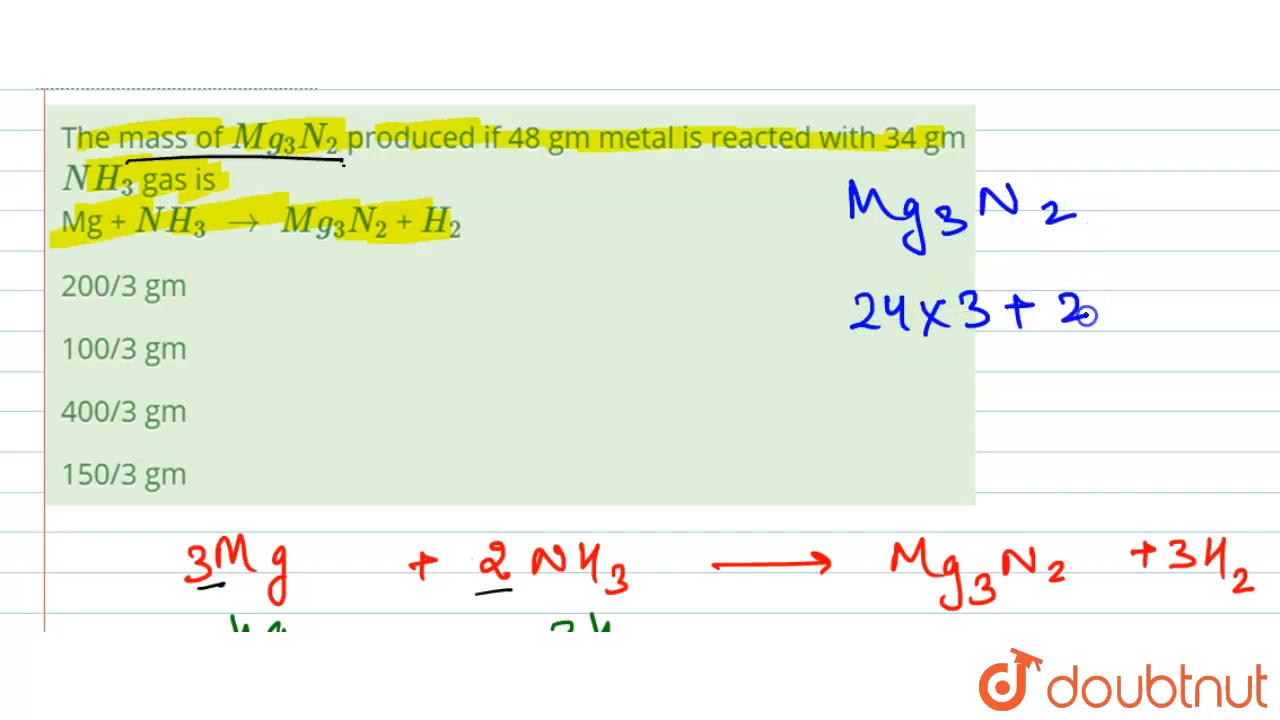 The mass of Mg₃N₂ produced if 48 gm metal is reacted with 34 gm
NH₃ gas is
Mg + NH₃ → Mg₃N₂ + H₂
200/3 gm
100/3 gm
400/3 gm
150/3 gm
Mg₃N₂
24×3+2
3Mg + 2NH₃ → Mg₃N₂ + 3H₂
doubtnut